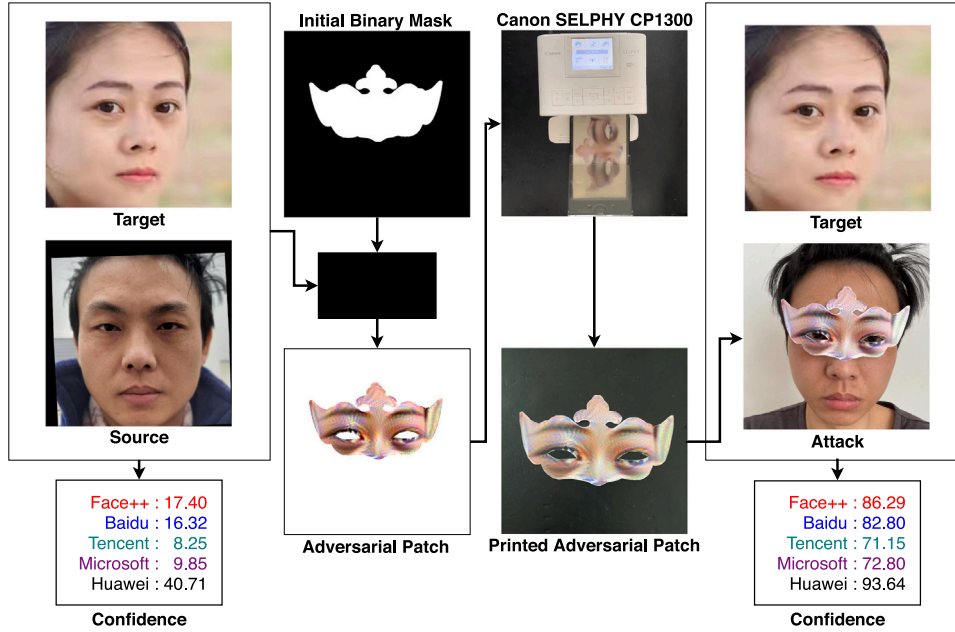 Initial Binary Mask
Canon SELPHY CP1300
Target
Source
Face++ : 17.40
Baidu : 16.32
Tencent : 8.25
Microsoft : 9.85
Huawei : 40.71
Confidence
Adversarial Patch
Printed Adversarial Patch
Target
Attack
Face++ : 86.29
Baidu : 82.80
Tencent : 71.15
Microsoft : 72.80
Huawei : 93.64
Confidence